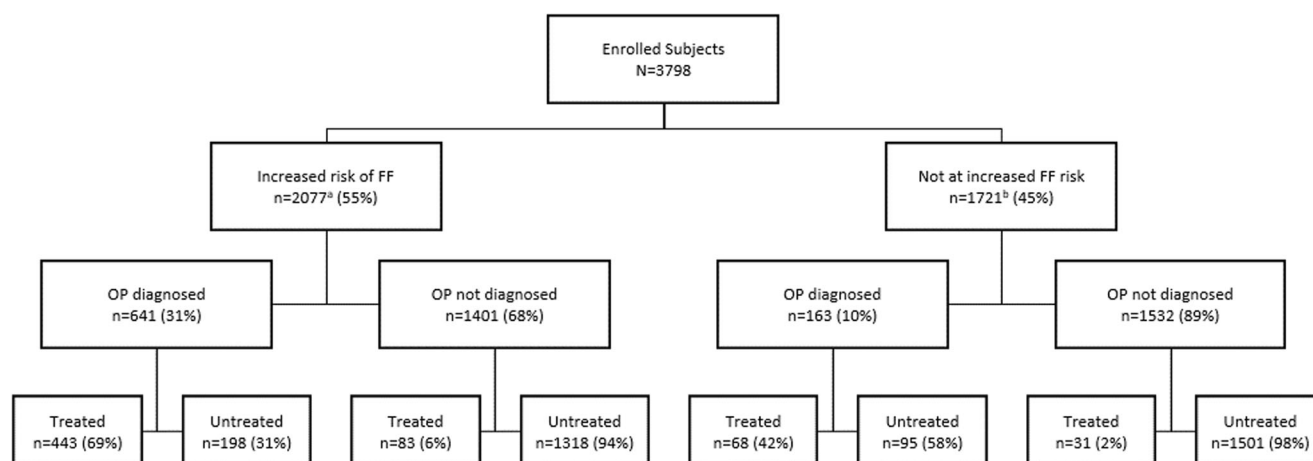 Enrolled Subjects
N=3798
Increased risk of FF
n=2077ᵃ (55%)
Not at increased FF risk
n=1721ᵇ (45%)
OP diagnosed
n=641 (31%)
OP not diagnosed
n=1401 (68%)
OP diagnosed
n=163 (10%)
OP not diagnosed
n=1532 (89%)
Treated
n=443 (69%)
Untreated
n=198 (31%)
Treated
n=83 (6%)
Untreated
n=1318 (94%)
Treated
n=68 (42%)
Untreated
n=95 (58%)
Treated
n=31 (2%)
Untreated
n=1501 (98%)